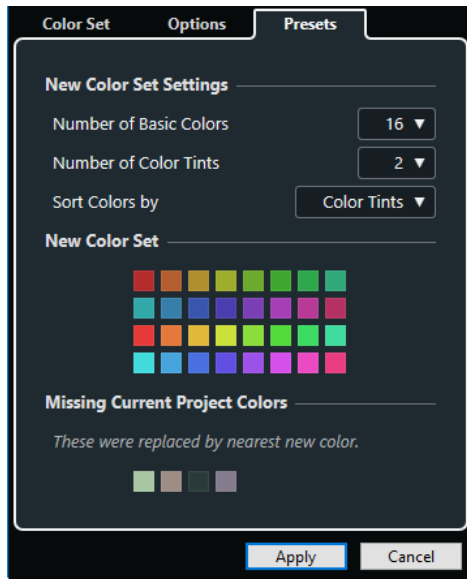 Color Set Options Presets
New Color Set Settings
Number of Basic Colors 16
Number of Color Tints 2
Sort Colors by Color Tints
New Color Set
Missing Current Project Colors
These were replaced by nearest new color.
Apply Cancel